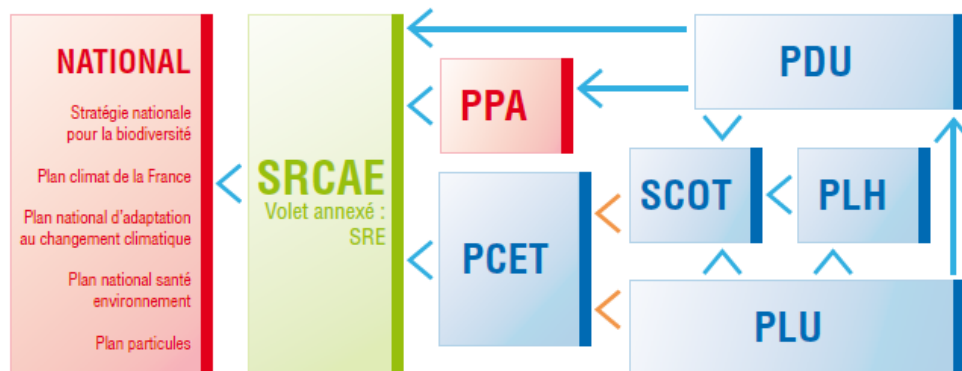 NATIONAL
Stratégie nationale
pour la biodiversité
Plan climat de la France
Plan national d'adaptation
au changement climatique
Plan national santé
environnement
Plan particules
SRCAE
Volet annexé :
SRE
PPA
PCET
PDU
SCOT
PLH
PLU